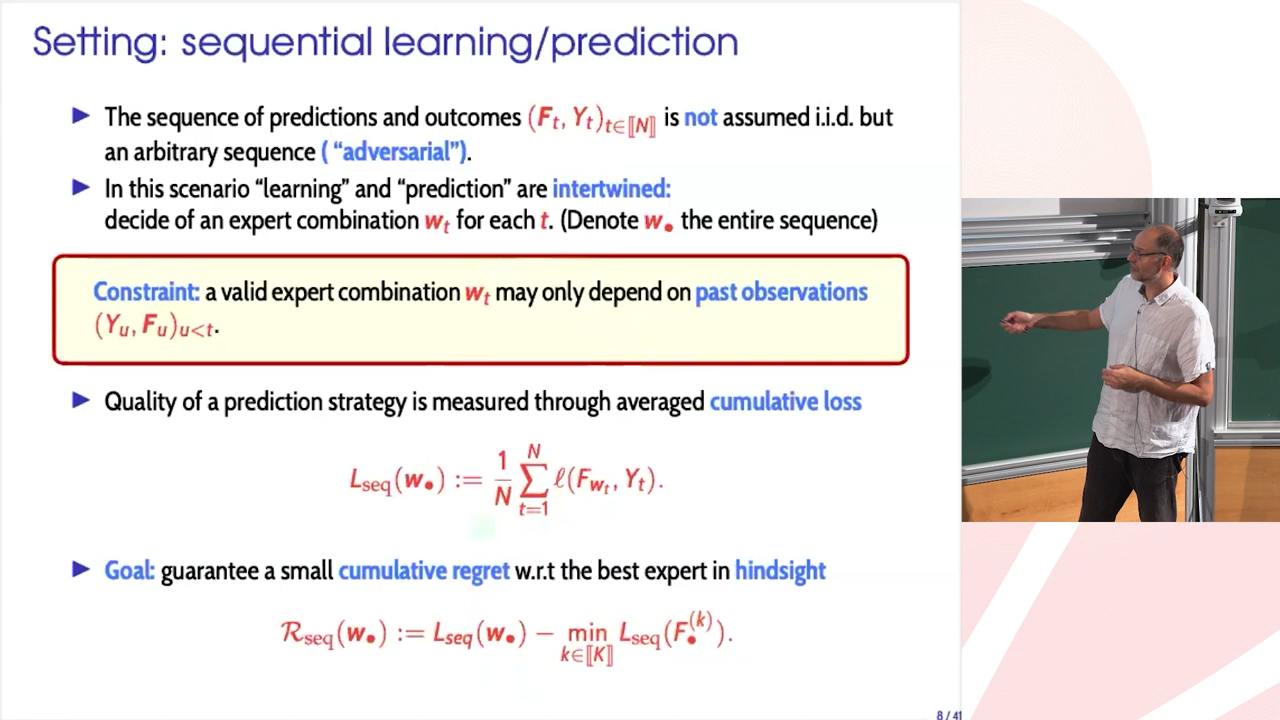 Setting: sequential learning/prediction
▶ The sequence of predictions and outcomes (F_t, Y_t)_{t∈⟦N⟧} is not assumed i.i.d. but
an arbitrary sequence ( “adversarial”).
▶ In this scenario “learning” and “prediction” are intertwined:
decide of an expert combination w_t for each t. (Denote w_• the entire sequence)
Constraint: a valid expert combination w_t may only depend on past observations
(Y_u, F_u)_{u<t}.
▶ Quality of a prediction strategy is measured through averaged cumulative loss
L_seq(w_•) := 1/N ∑_{t=1}^N ℓ(F_{w_t}, Y_t).
▶ Goal: guarantee a small cumulative regret w.r.t the best expert in hindsight
R_seq(w_•) := L_seq(w_•) − min_{k∈⟦K⟧} L_seq(F_•^{(k)}).
8 / 41